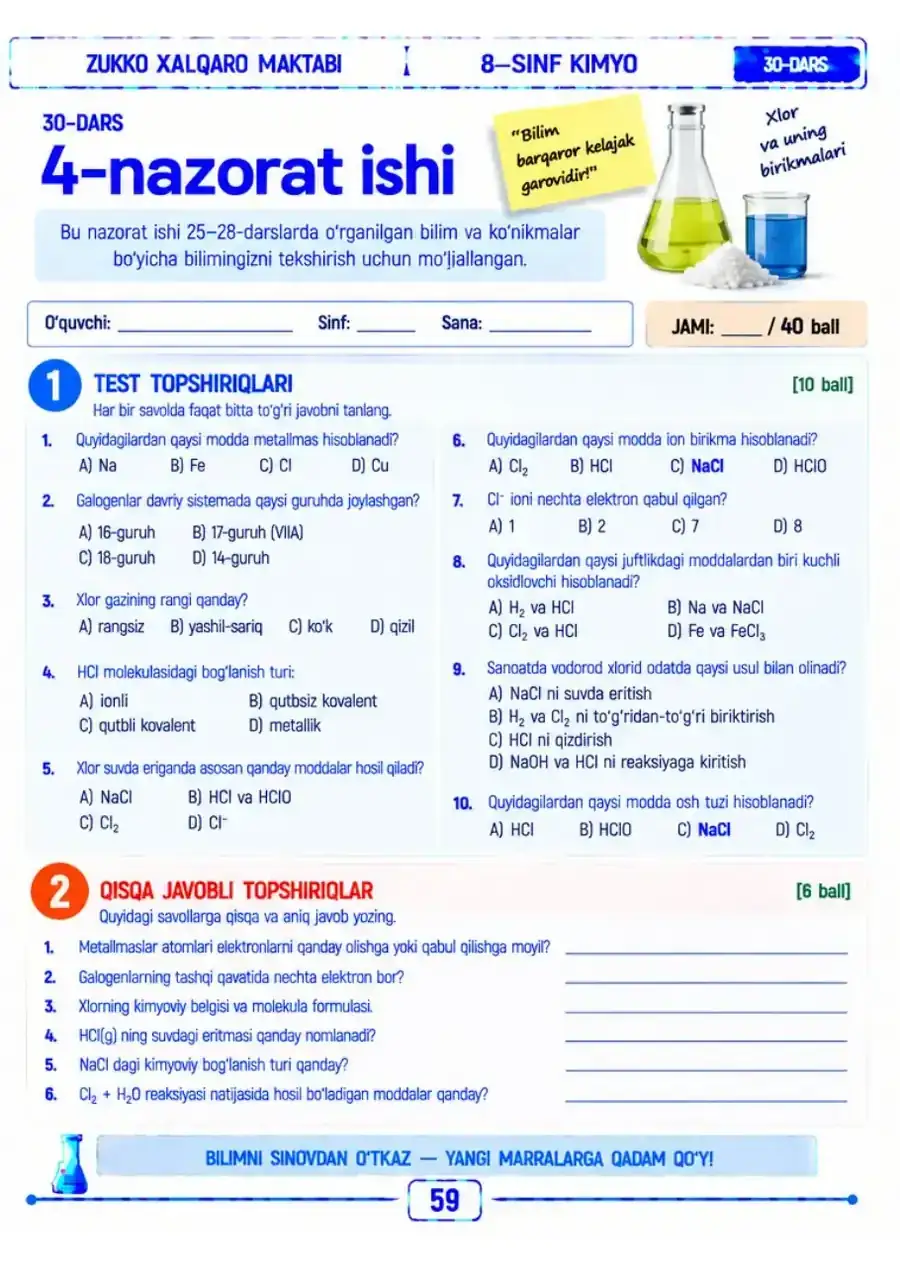 ZUKKO XALQARO MAKTABI
8–SINF KIMYO
30-DARS
30-DARS
4-nazorat ishi
"Bilim
barqaror kelajak
garovidir!"
Xlor
va uning
birikmalari
Bu nazorat ishi 25–28-darslarda o‘rganilgan bilim va ko‘nikmalar
bo‘yicha bilimingizni tekshirish uchun mo‘ljallangan.
O‘quvchi: ____ Sinf: ____ Sana: ____
JAMI: ____ / 40 ball
1 TEST TOPSHIRIQLARI [10 ball]
Har bir savolda faqat bitta to‘g‘ri javobni tanlang.
1. Quyidagilardan qaysi modda metallmas hisoblanadi?
A) Na B) Fe C) Cl D) Cu
2. Galogenlar davriy sistemada qaysi guruhda joylashgan?
A) 16-guruh B) 17-guruh (VIIA)
C) 18-guruh D) 14-guruh
3. Xlor gazining rangi qanday?
A) rangsiz B) yashil-sariq C) ko‘k D) qizil
4. HCl molekulasidagi bog‘lanish turi:
A) ionli B) qutbsiz kovalent
C) qutbli kovalent D) metallik
5. Xlor suvda eriganda asosan qanday moddalar hosil qiladi?
A) NaCl B) HCl va HClO
C) Cl₂ D) Cl⁻
6. Quyidagilardan qaysi modda ion birikma hisoblanadi?
A) Cl₂ B) HCl C) NaCl D) HClO
7. Cl⁻ ioni nechta elektron qabul qilgan?
A) 1 B) 2 C) 7 D) 8
8. Quyidagilardan qaysi juftlikdagi moddalardan biri kuchli
oksidlovchi hisoblanadi?
A) H₂ va HCl B) Na va NaCl
C) Cl₂ va HCl D) Fe va FeCl₃
9. Sanoatda vodorod xlorid odatda qaysi usul bilan olinadi?
A) NaCl ni suvda eritish
B) H₂ va Cl₂ ni to‘g‘ridan-to‘g‘ri biriktirish
C) HCl ni qizdirish
D) NaOH va HCl ni reaksiyaga kiritish
10. Quyidagilardan qaysi modda osh tuzi hisoblanadi?
A) HCl B) HClO C) NaCl D) Cl₂
2 QISQA JAVOBLI TOPSHIRIQLAR [6 ball]
Quyidagi savollarga qisqa va aniq javob yozing.
1. Metallmaslar atomlari elektronlarni qanday olishga yoki qabul qilishga moyil?
2. Galogenlarning tashqi qavatida nechta elektron bor?
3. Xlorning kimyoviy belgisi va molekula formulasi.
4. HCl(g) ning suvdagi eritmasi qanday nomlanadi?
5. NaCl dagi kimyoviy bog‘lanish turi qanday?
6. Cl₂ + H₂O reaksiyasi natijasida hosil bo‘ladigan moddalar qanday?
BILIMNI SINOVDAN O‘TKAZ — YANGI MARRALARGA QADAM QO‘Y!
59